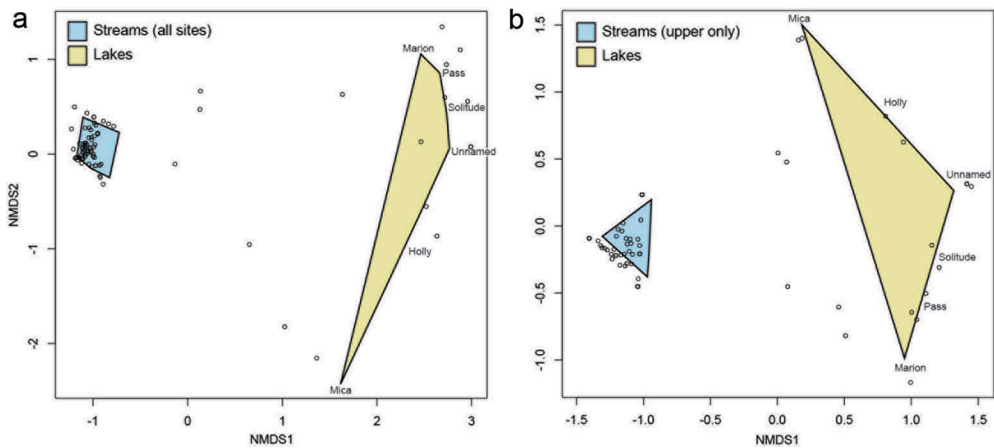 a
Streams (all sites)
Lakes
Marion
Pass
Solitude
Unnamed
Holly
Mica
1
0
-1
-2
NMDS2
-1 0 1 2 3
NMDS1
b
Streams (upper only)
Lakes
Mica
Holly
Unnamed
Solitude
Pass
Marion
1.5
1.0
0.5
0.0
-0.5
-1.0
-1.5 -1.0 -0.5 0.0 0.5 1.0 1.5
NMDS1